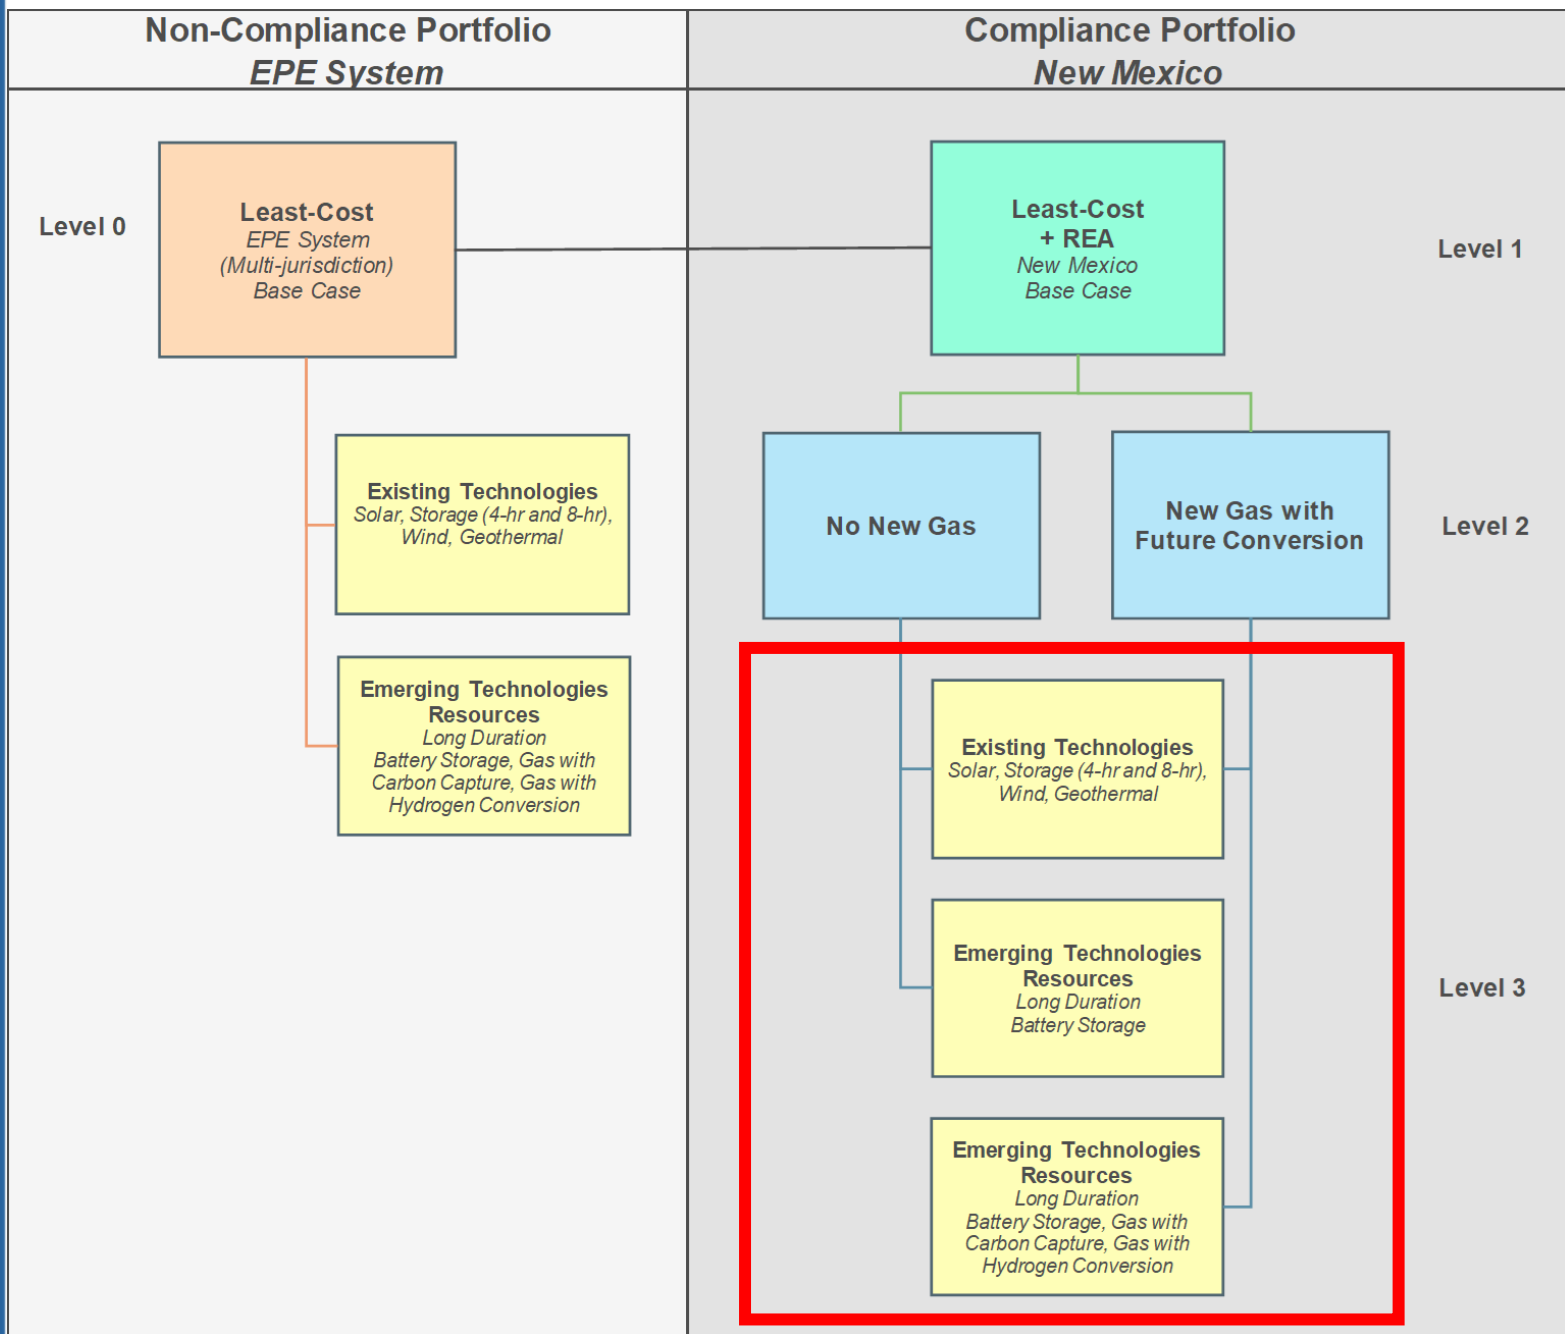 Non-Compliance Portfolio
EPE System
Compliance Portfolio
New Mexico
Level 0
Least-Cost
EPE System
(Multi-jurisdiction)
Base Case
Least-Cost
+ REA
New Mexico
Base Case
Level 1
Existing Technologies
Solar, Storage (4-hr and 8-hr),
Wind, Geothermal
Emerging Technologies
Resources
Long Duration
Battery Storage, Gas with
Carbon Capture, Gas with
Hydrogen Conversion
No New Gas
New Gas with
Future Conversion
Level 2
Existing Technologies
Solar, Storage (4-hr and 8-hr),
Wind, Geothermal
Emerging Technologies
Resources
Long Duration
Battery Storage
Level 3
Emerging Technologies
Resources
Long Duration
Battery Storage, Gas with
Carbon Capture, Gas with
Hydrogen Conversion